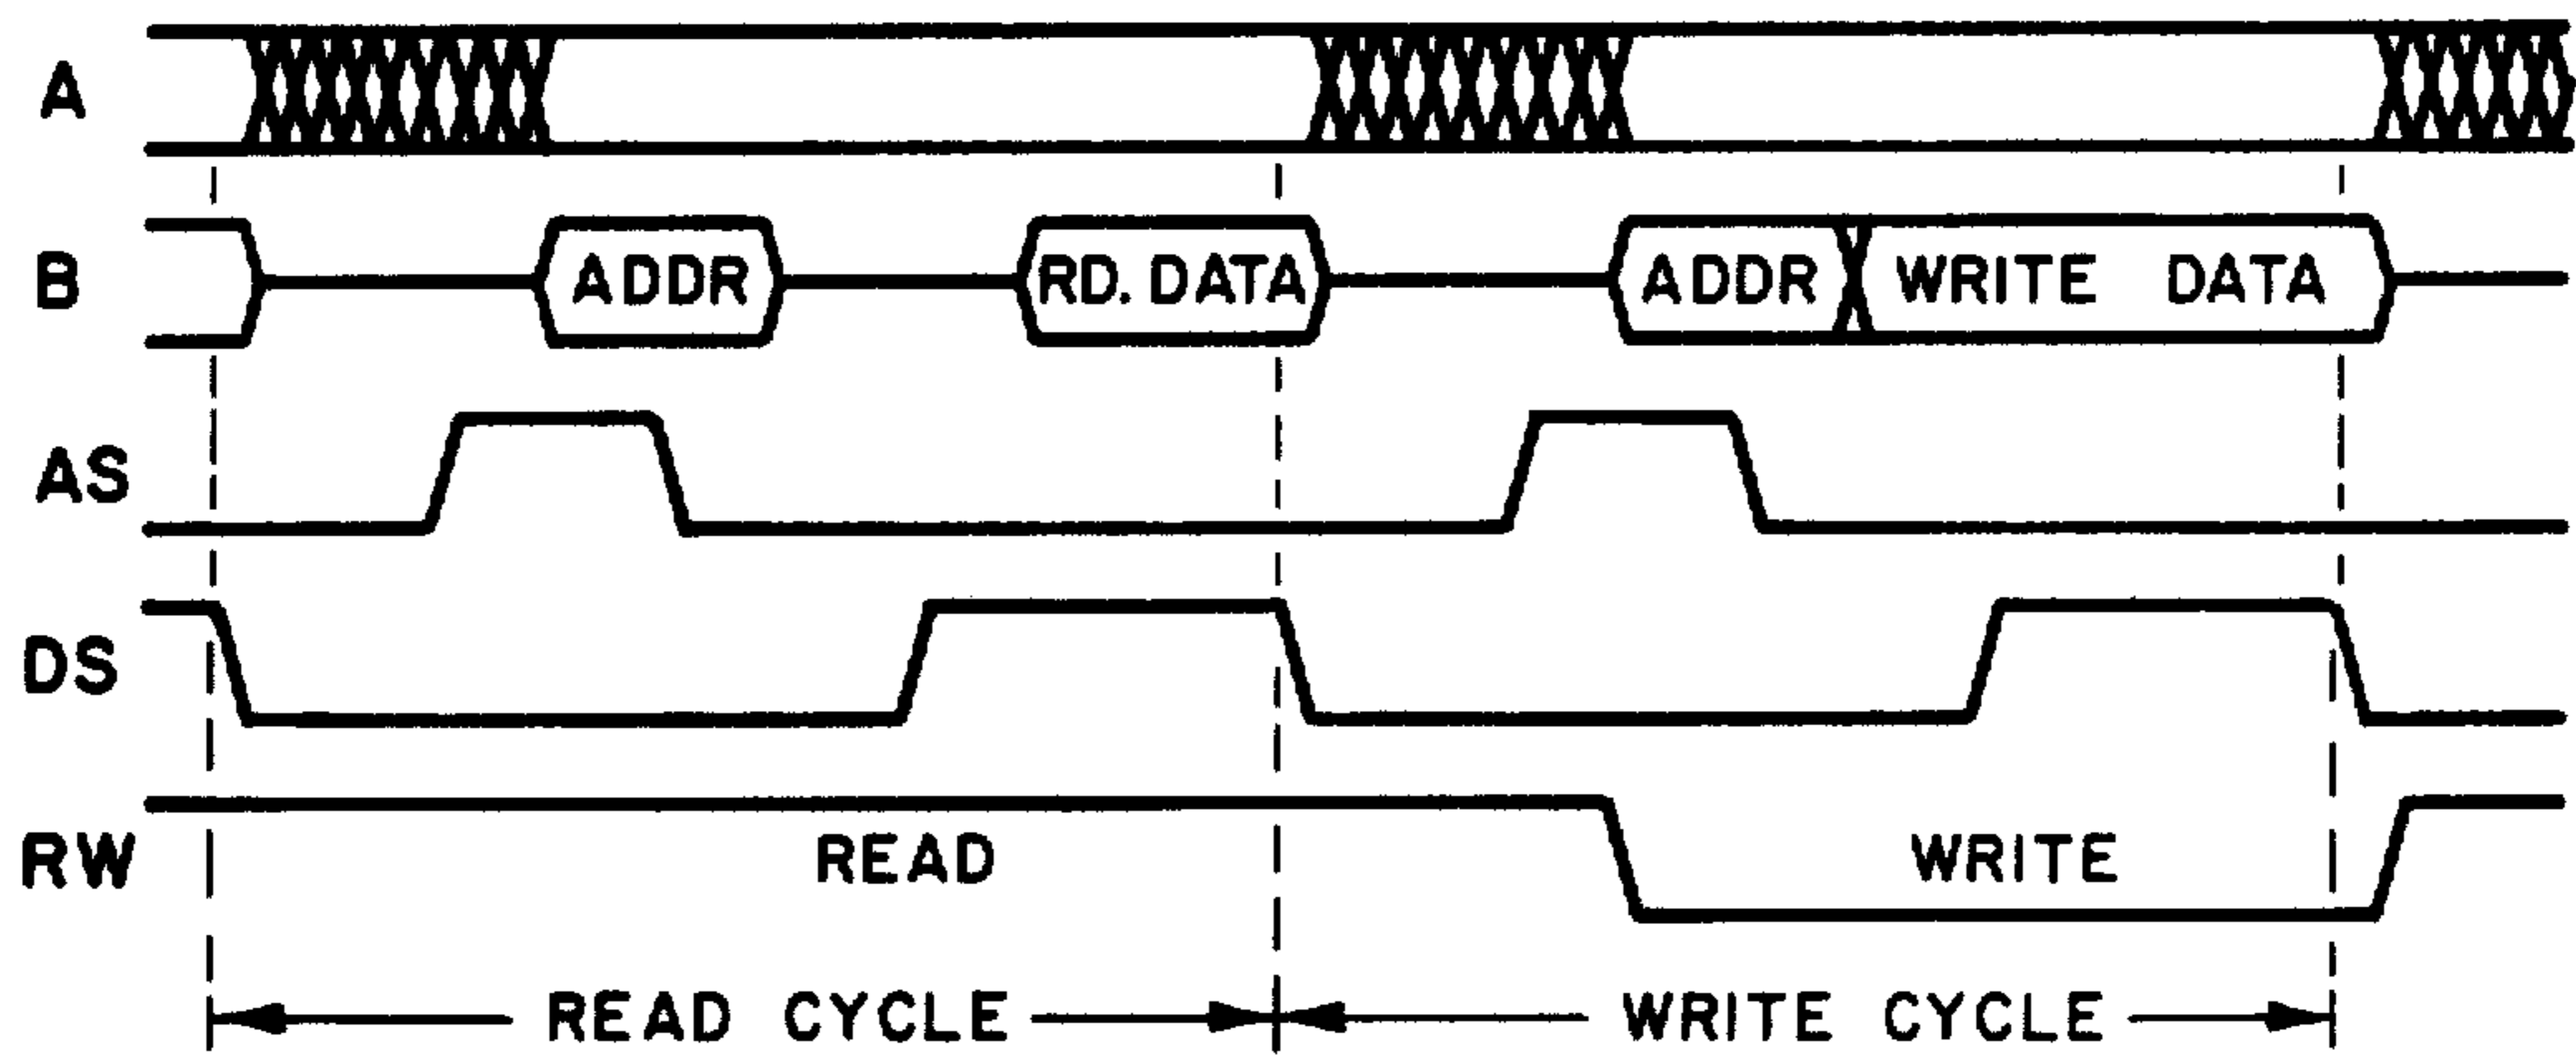 A
B ADDR RD. DATA ADDR WRITE DATA
AS
DS
RW READ WRITE
READ CYCLE WRITE CYCLE